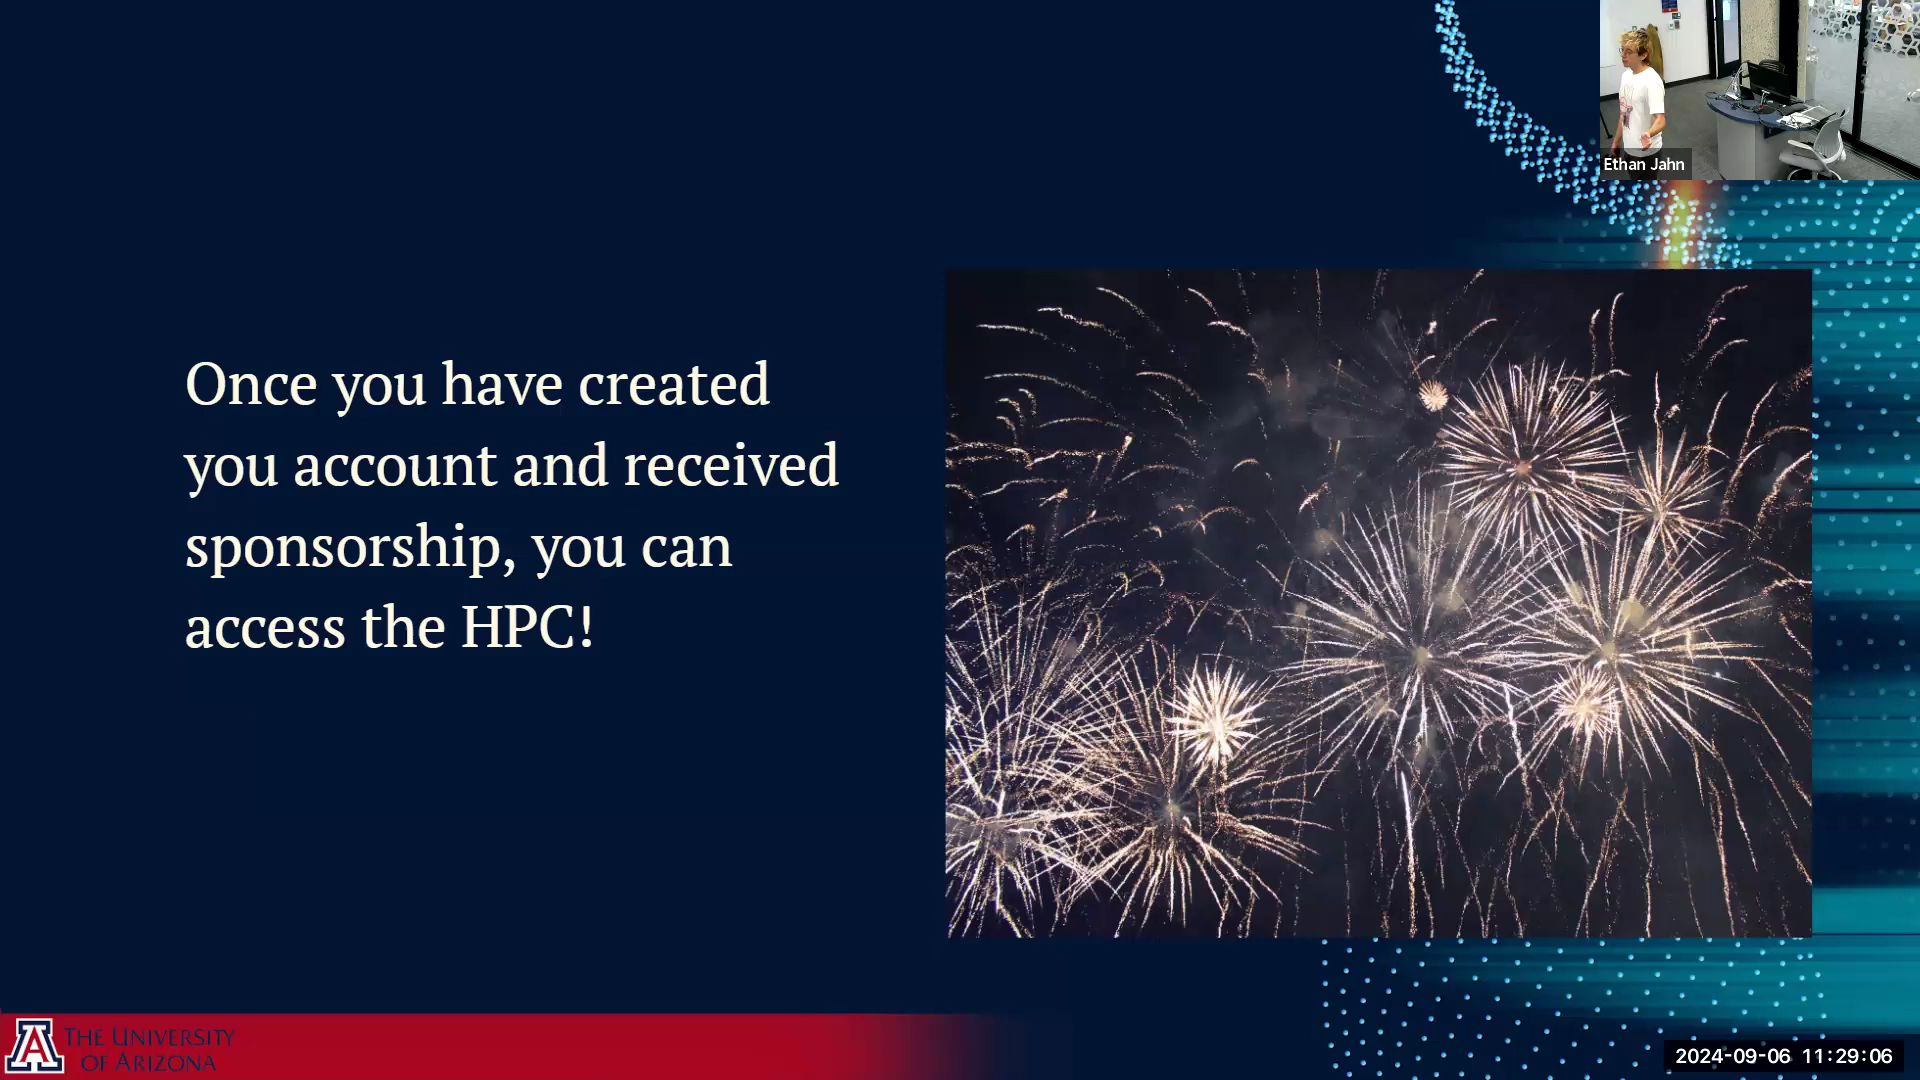 Ethan Jahn
Once you have created
you account and received
sponsorship, you can
access the HPC!
THE UNIVERSITY
OF ARIZONA
2024-09-06 11:29:06